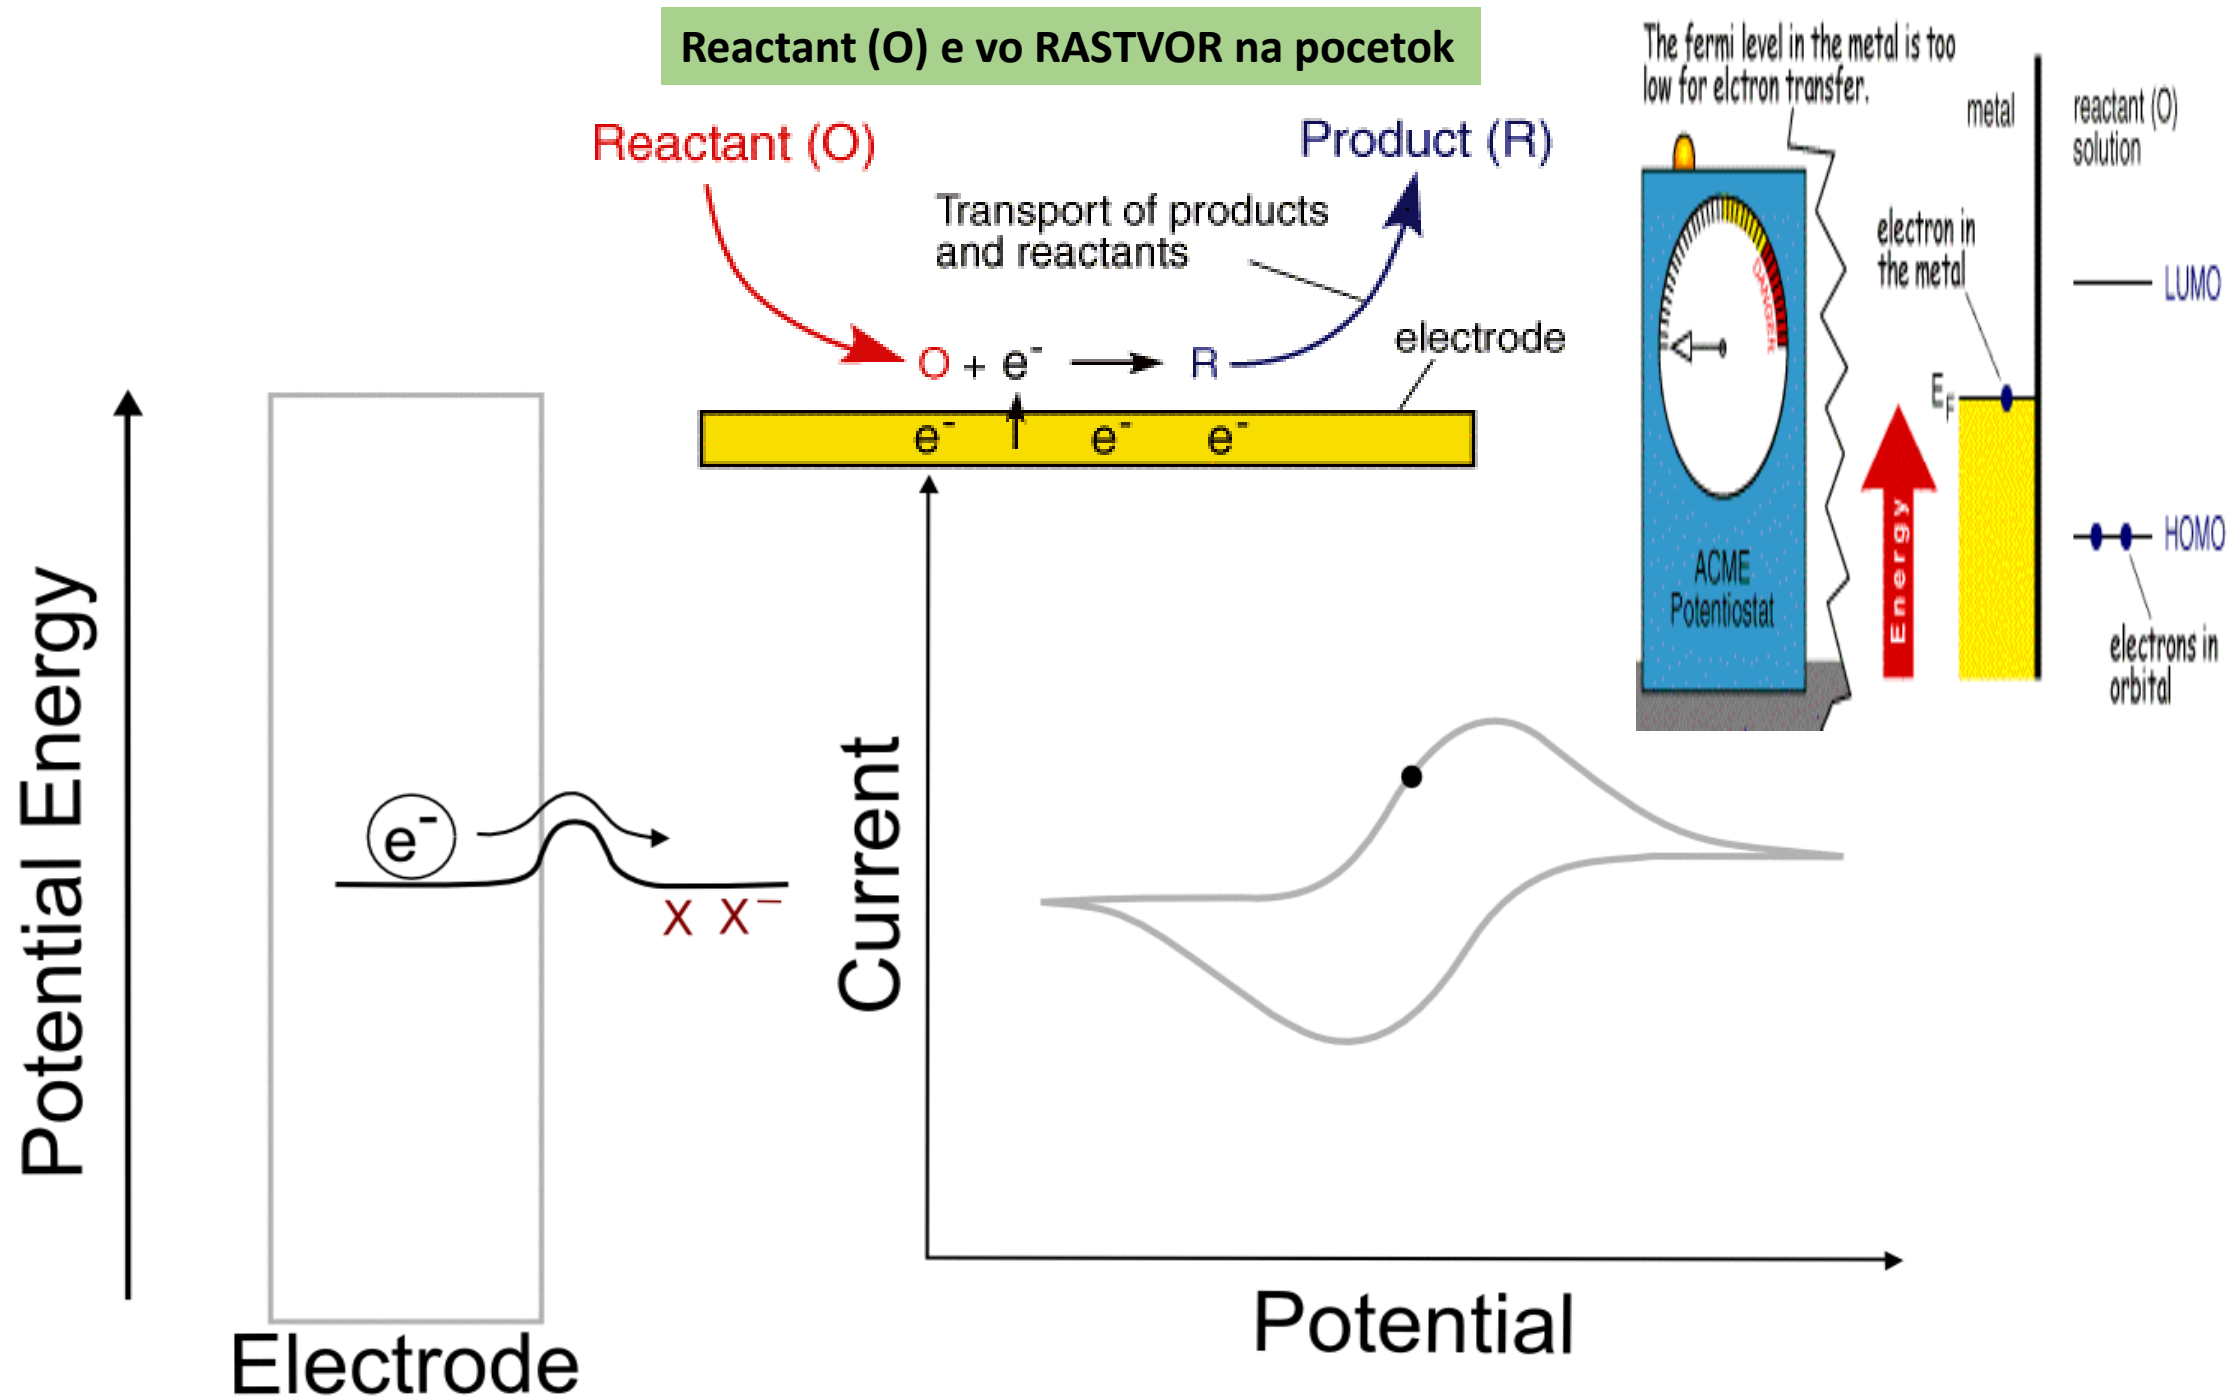 Reactant (O) e vo RASTVOR na pocetok
Reactant (O)
Product (R)
Transport of products
and reactants
O + e⁻ → R
electrode
e⁻ e⁻ e⁻
The fermi level in the metal is too
low for elctron transfer.
metal
reactant (O)
solution
electron in
the metal
LUMO
DANGER
E_F
HOMO
Energy
ACME
Potentiostat
electrons in
orbital
Potential Energy
e⁻
X X⁻
Electrode
Current
Potential